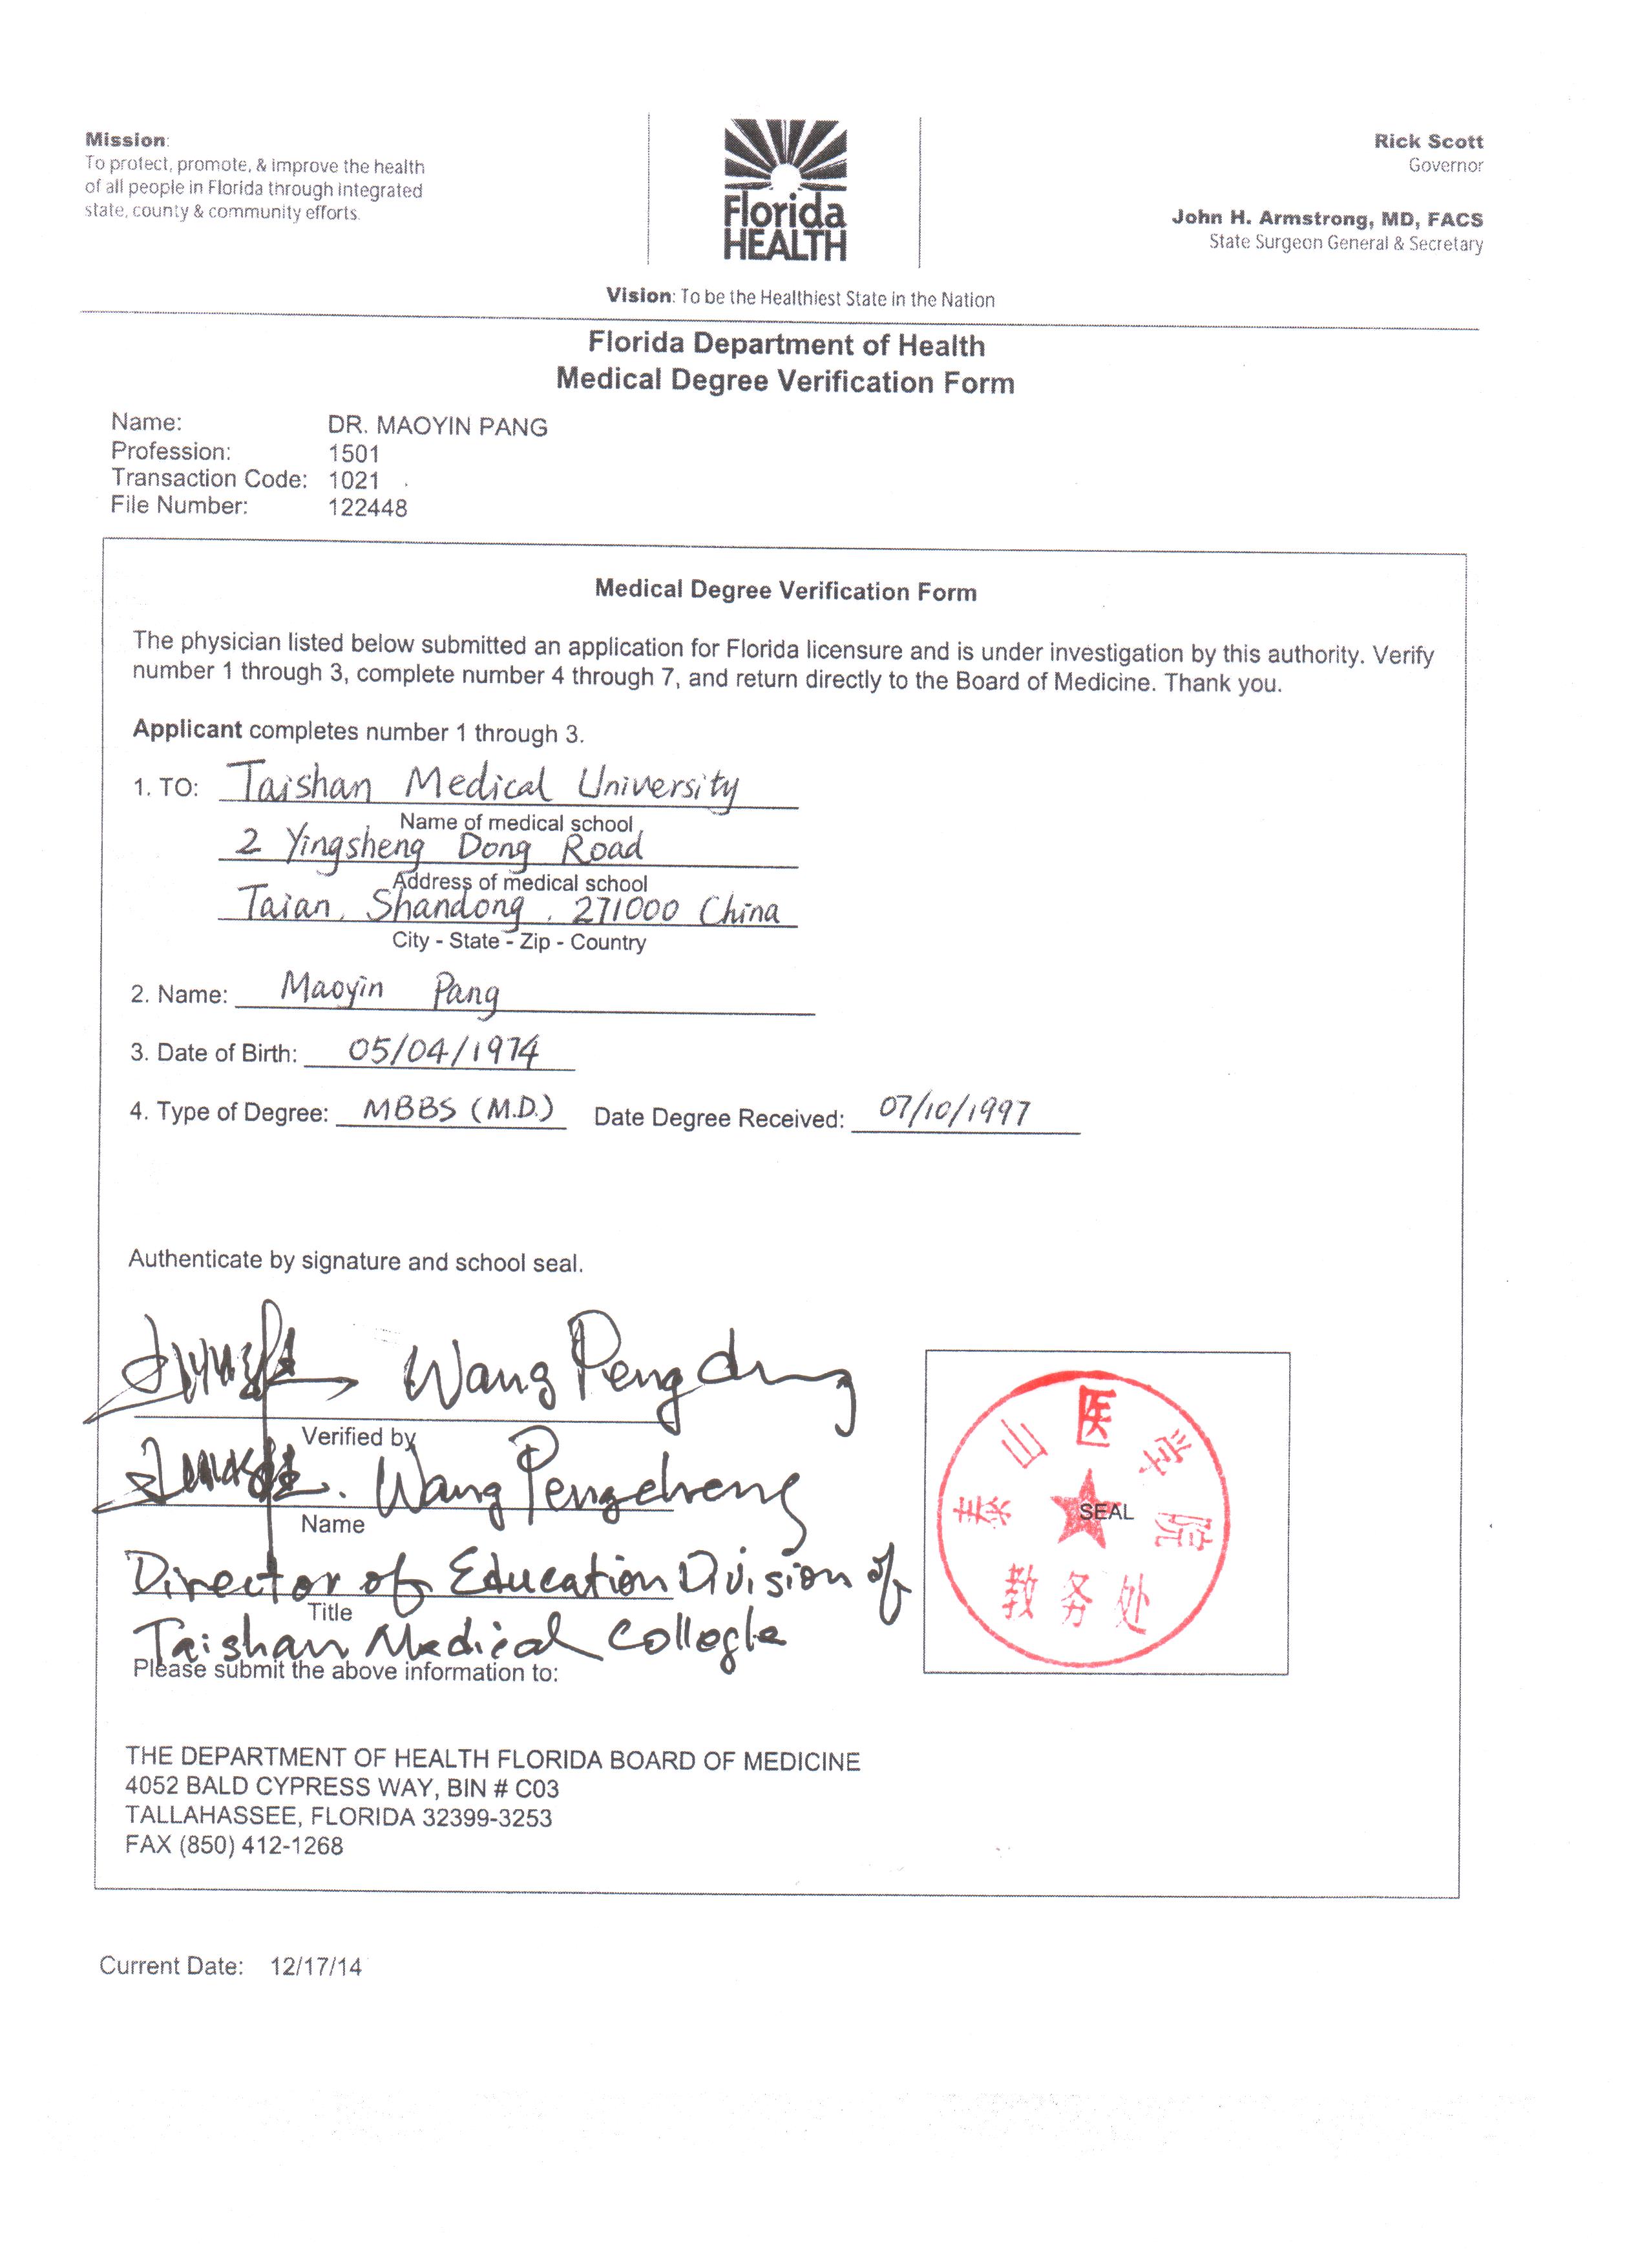 Mission:
To protect, promote, & improve the health
of all people in Florida through integrated
state, county & community efforts.
Florida
HEALTH
Rick Scott
Governor
John H. Armstrong, MD, FACS
State Surgeon General & Secretary
Vision: To be the Healthiest State in the Nation
Florida Department of Health
Medical Degree Verification Form
Name: DR. MAOYIN PANG
Profession: 1501
Transaction Code: 1021
File Number: 122448
Medical Degree Verification Form
The physician listed below submitted an application for Florida licensure and is under investigation by this authority. Verify
number 1 through 3, complete number 4 through 7, and return directly to the Board of Medicine. Thank you.
Applicant completes number 1 through 3.
1. TO: Taishan Medical University
Name of medical school
2 Yingsheng Dong Road
Address of medical school
Taian, Shandong, 271000 China
City - State - Zip - Country
2. Name: Maoyin Pang
3. Date of Birth: 05/04/1974
4. Type of Degree: MBBS (M.D.) Date Degree Received: 07/10/1997
Authenticate by signature and school seal.
Wang
Verified by
Wang Pengcheng
Name
Director of Education Division of
Title
Taishan Medical
Please submit the above information to:
泰山医学院
SEAL
教务处
THE DEPARTMENT OF HEALTH FLORIDA BOARD OF MEDICINE
4052 BALD CYPRESS WAY, BIN # C03
TALLAHASSEE, FLORIDA 32399-3253
FAX (850) 412-1268
Current Date: 12/17/14